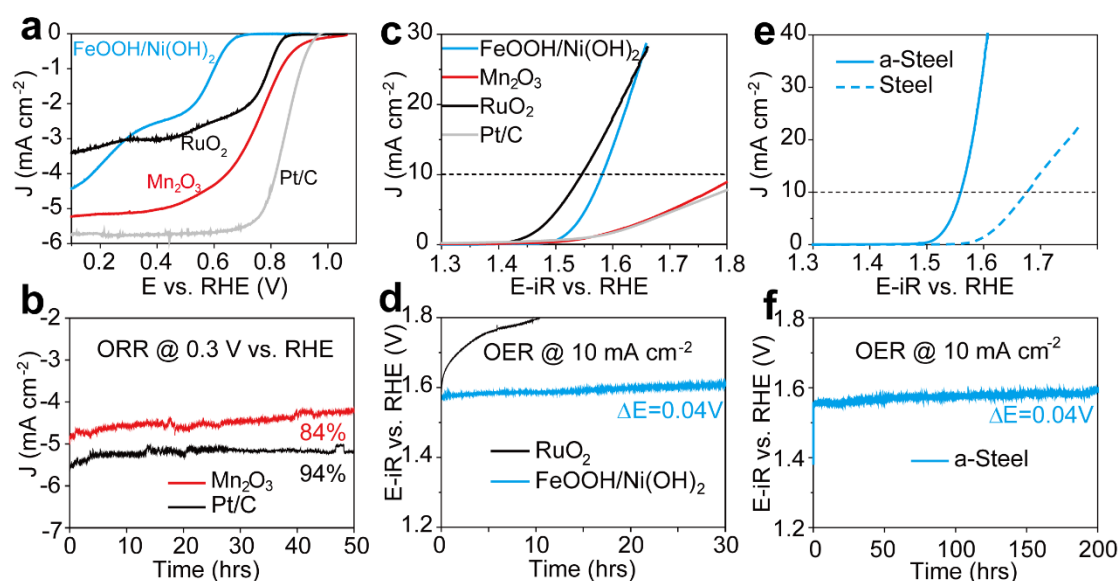 a
FeOOH/Ni(OH)2
RuO2
Mn2O3
Pt/C
0
-1
-2
-3
-4
-5
-6
J (mA cm-2)
0.2 0.4 0.6 0.8 1.0
E vs. RHE (V)
c
FeOOH/Ni(OH)2
Mn2O3
RuO2
Pt/C
30
20
10
0
J (mA cm-2)
1.3 1.4 1.5 1.6 1.7 1.8
E-iR vs. RHE
e
a-Steel
Steel
40
30
20
10
0
J (mA cm-2)
1.3 1.4 1.5 1.6 1.7
E-iR vs. RHE
b
ORR @ 0.3 V vs. RHE
84%
94%
Mn2O3
Pt/C
-2
-3
-4
-5
-6
-7
J (mA cm-2)
0 10 20 30 40 50
Time (hrs)
d
OER @ 10 mA cm-2
ΔE=0.04V
RuO2
FeOOH/Ni(OH)2
1.8
1.6
1.4
1.2
E-iR vs. RHE (V)
0 10 20 30
Time (hrs)
f
OER @ 10 mA cm-2
ΔE=0.04V
a-Steel
1.8
1.6
1.4
1.2
E-iR vs. RHE (V)
0 50 100 150 200
Time (hrs)